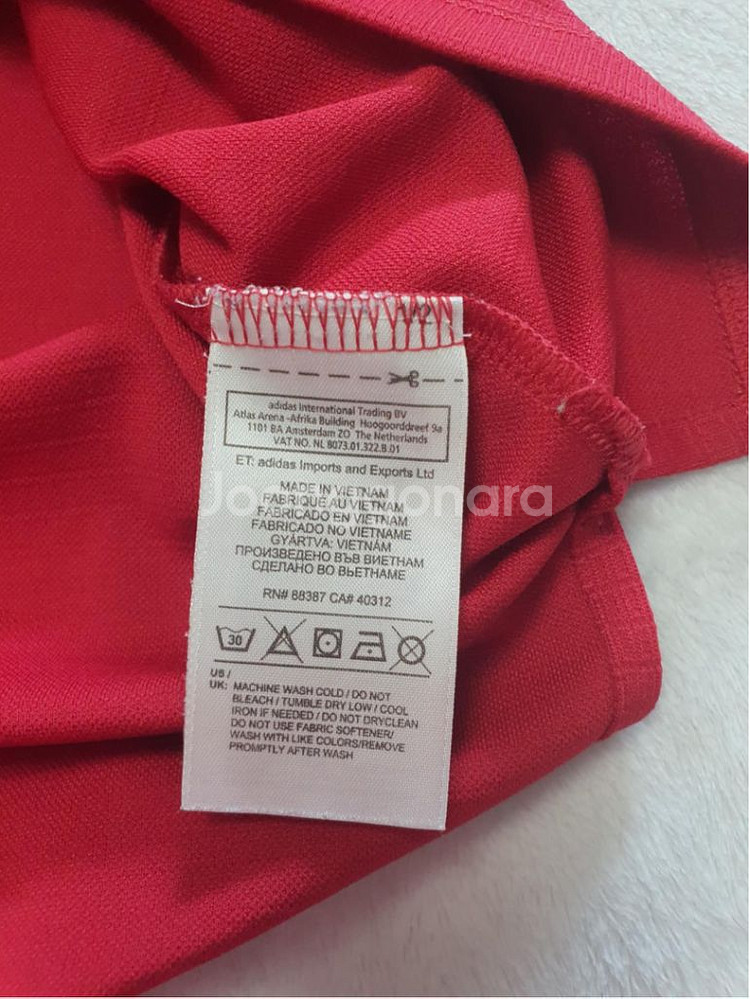 1/2
adidas International Trading BV
Atlas Arena -Afrika Building Hoogoorddreef 9a
1101 BA Amsterdam ZO The Netherlands
VAT NO. NL 8073.01.322.B.01
ET: adidas Imports and Exports Ltd
MADE IN VIETNAM
FABRIQUÉ AU VIETNAM
FABRICADO EN VIETNAM
FABRICADO NO VIETNAME
GYÁRTVA: VIETNÁM
ПРОИЗВЕДЕНО ВЪВ ВИЕТНАМ
СДЕЛАНО ВО ВЬЕТНАМЕ
RN# 88387 CA# 40312
30
US /
UK: MACHINE WASH COLD / DO NOT
BLEACH / TUMBLE DRY LOW / COOL
IRON IF NEEDED / DO NOT DRYCLEAN
DO NOT USE FABRIC SOFTENER/
WASH WITH LIKE COLORS/REMOVE
PROMPTLY AFTER WASH